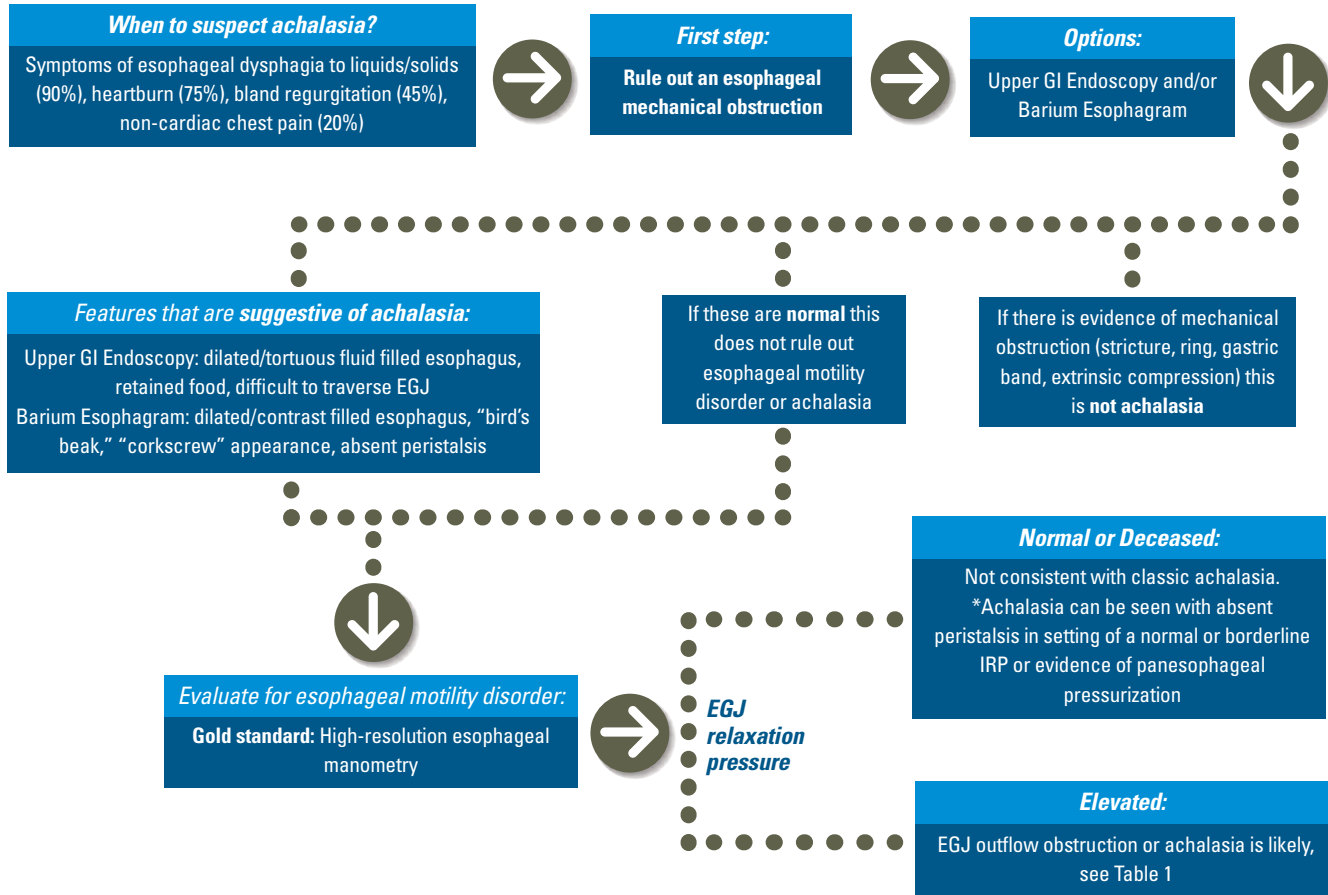 When to suspect achalasia?
Symptoms of esophageal dysphagia to liquids/solids
(90%), heartburn (75%), bland regurgitation (45%),
non-cardiac chest pain (20%)
First step:
Rule out an esophageal
mechanical obstruction
Options:
Upper GI Endoscopy and/or
Barium Esophagram
Features that are suggestive of achalasia:
Upper GI Endoscopy: dilated/tortuous fluid filled esophagus,
retained food, difficult to traverse EGJ
Barium Esophagram: dilated/contrast filled esophagus, “bird’s
beak,” “corkscrew” appearance, absent peristalsis
If these are normal this
does not rule out
esophageal motility
disorder or achalasia
If there is evidence of mechanical
obstruction (stricture, ring, gastric
band, extrinsic compression) this
is not achalasia
Evaluate for esophageal motility disorder:
Gold standard: High-resolution esophageal
manometry
EGJ
relaxation
pressure
Normal or Deceased:
Not consistent with classic achalasia.
*Achalasia can be seen with absent
peristalsis in setting of a normal or borderline
IRP or evidence of panesophageal
pressurization
Elevated:
EGJ outflow obstruction or achalasia is likely,
see Table 1